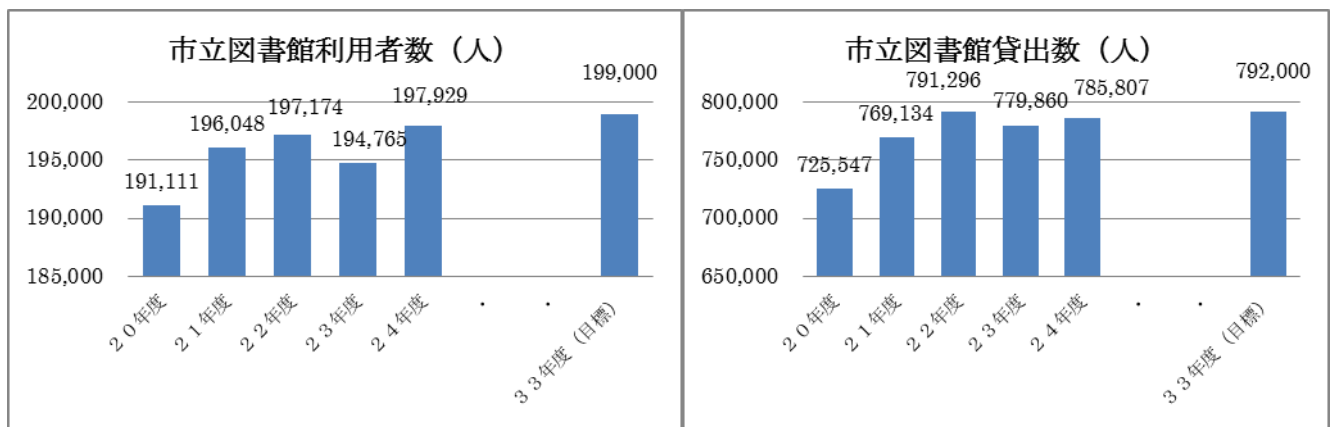 市立図書館利用者数（人）
199,000
200,000
197,174
197,929
196,048
194,765
195,000
191,111
190,000
185,000
２０年度
２１年度
２２年度
２３年度
２４年度
．
．
３３年度（目標）
市立図書館貸出数（人）
792,000
791,296
785,807
800,000
779,860
769,134
750,000
725,547
700,000
650,000
２０年度
２１年度
２２年度
２３年度
２４年度
．
．
３３年度（目標）